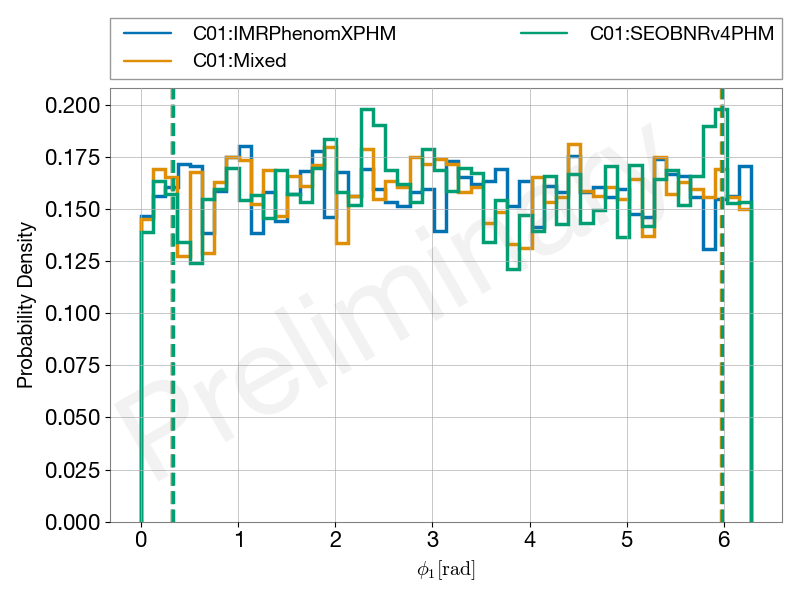 C01:IMRPhenomXPHM
C01:Mixed
C01:SEOBNRv4PHM
0.200
0.175
0.150
0.125
0.100
0.075
0.050
0.025
0.000
Probability Density
Preliminary
0 1 2 3 4 5 6
ϕ₁[rad]